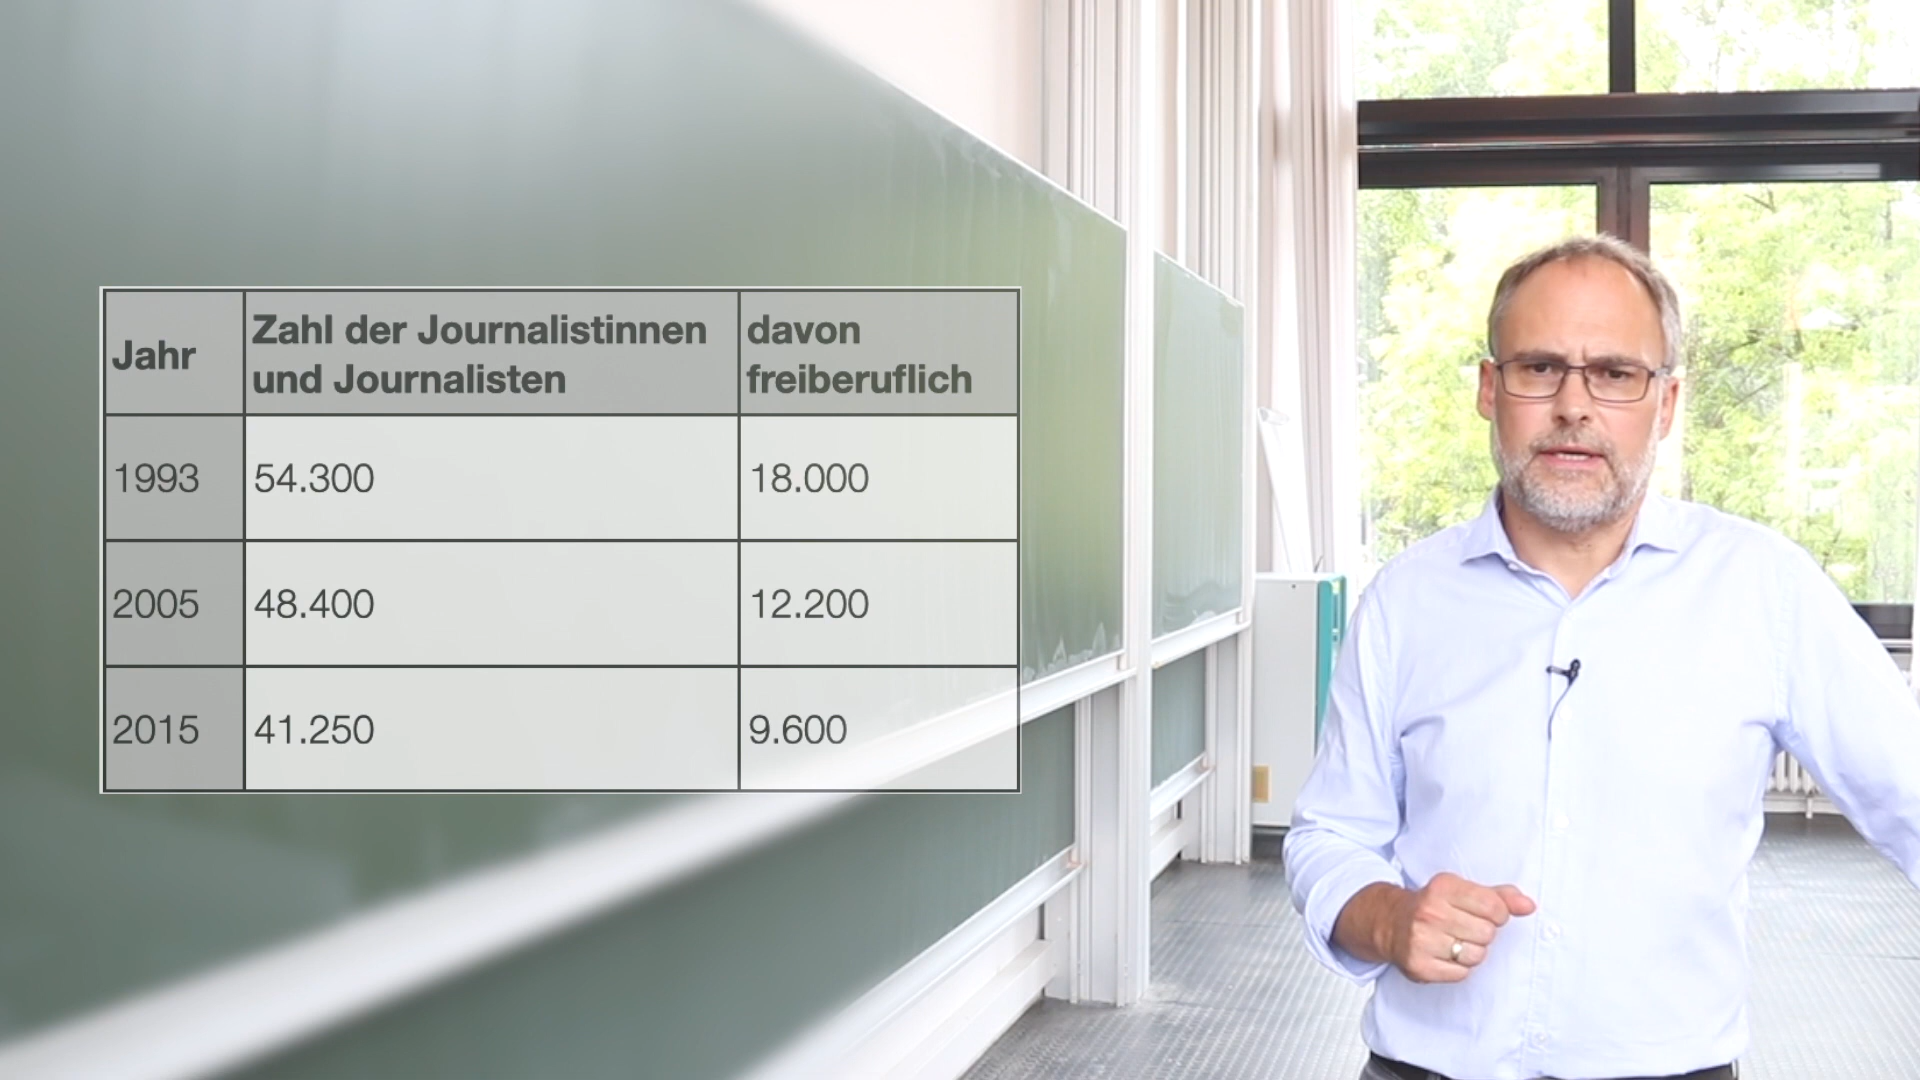 Jahr
Zahl der Journalistinnen
und Journalisten
davon
freiberuflich
1993 54.300 18.000
2005 48.400 12.200
2015 41.250 9.600